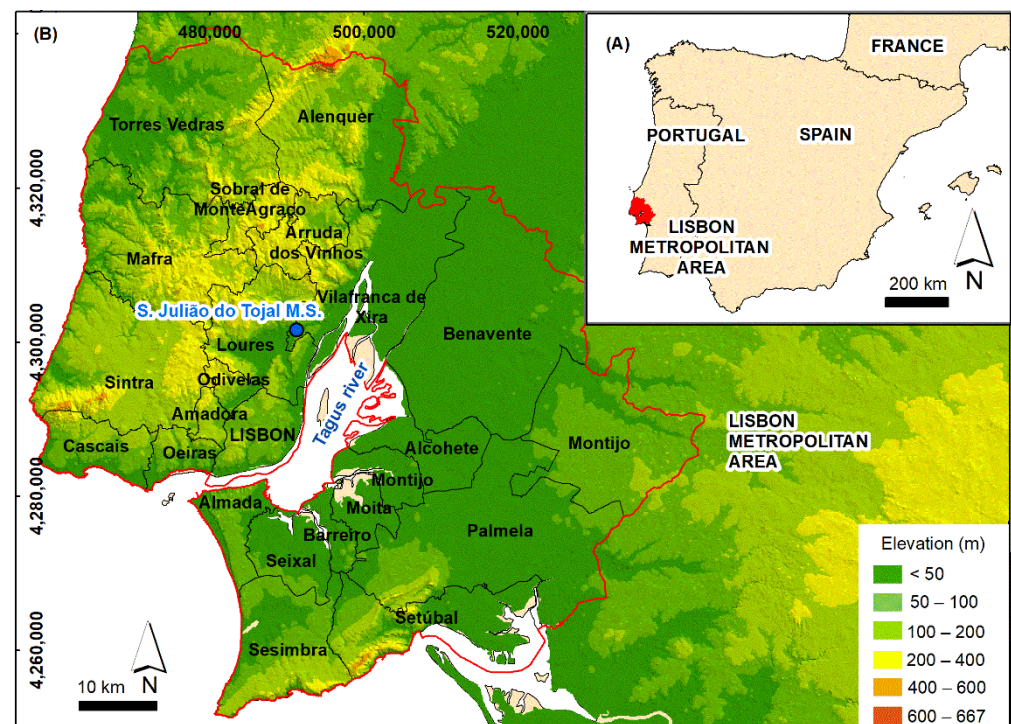 (B)
480,000
500,000
520,000
4,320,000
4,300,000
4,280,000
4,260,000
Torres Vedras
Alenquer
Sobral de
MonteAgraço
Arruda
dos Vinhos
Mafra
S. Julião do Tojal M.S.
Vilafranca de
Xira
Loures
Benavente
Sintra
Odivelas
Amadora
LISBON
Tagus river
Cascais
Oeiras
Alcohete
Montijo
LISBON
METROPOLITAN
AREA
Almada
Montijo
Moita
Barreiro
Palmela
Seixal
Setúbal
Sesimbra
10 km
N
(A)
FRANCE
PORTUGAL
SPAIN
LISBON
METROPOLITAN
AREA
N
200 km
Elevation (m)
< 50
50 – 100
100 – 200
200 – 400
400 – 600
600 – 667